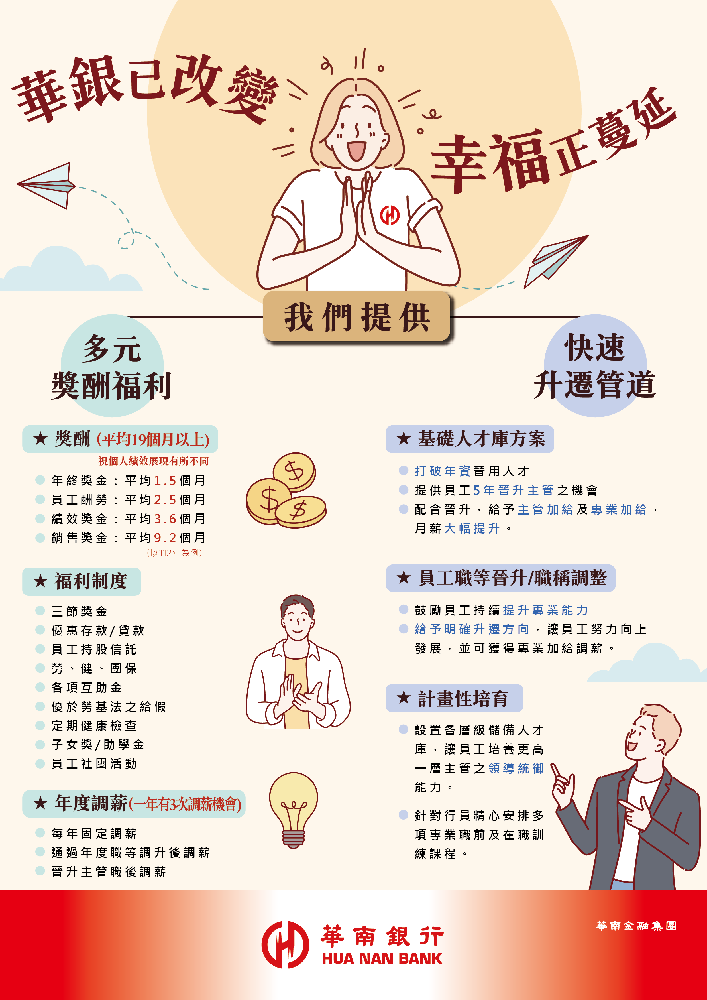 華銀已改變
幸福正蔓延
我們提供
多元
獎酬福利
★ 獎酬 (平均19個月以上)
視個人績效展現有所不同
年終獎金：平均1.5個月
員工酬勞：平均2.5個月
績效獎金：平均3.6個月
銷售獎金：平均9.2個月
(以112年為例)
★ 福利制度
三節獎金
優惠存款/貸款
員工持股信託
勞、健、團保
各項互助金
優於勞基法之給假
定期健康檢查
子女獎/助學金
員工社團活動
★ 年度調薪(一年有3次調薪機會)
每年固定調薪
通過年度職等調升後調薪
晉升主管職後調薪
快速
升遷管道
★ 基礎人才庫方案
打破年資晉用人才
提供員工5年晉升主管之機會
配合晉升，給予主管加給及專業加給，
月薪大幅提升。
★ 員工職等晉升/職稱調整
鼓勵員工持續提升專業能力
給予明確升遷方向，讓員工努力向上
發展，並可獲得專業加給調薪。
★ 計畫性培育
設置各層級儲備人才
庫，讓員工培養更高
一層主管之領導統御
能力。
針對行員精心安排多
項專業職前及在職訓
練課程。
華南銀行
HUA NAN BANK
華南金融集團